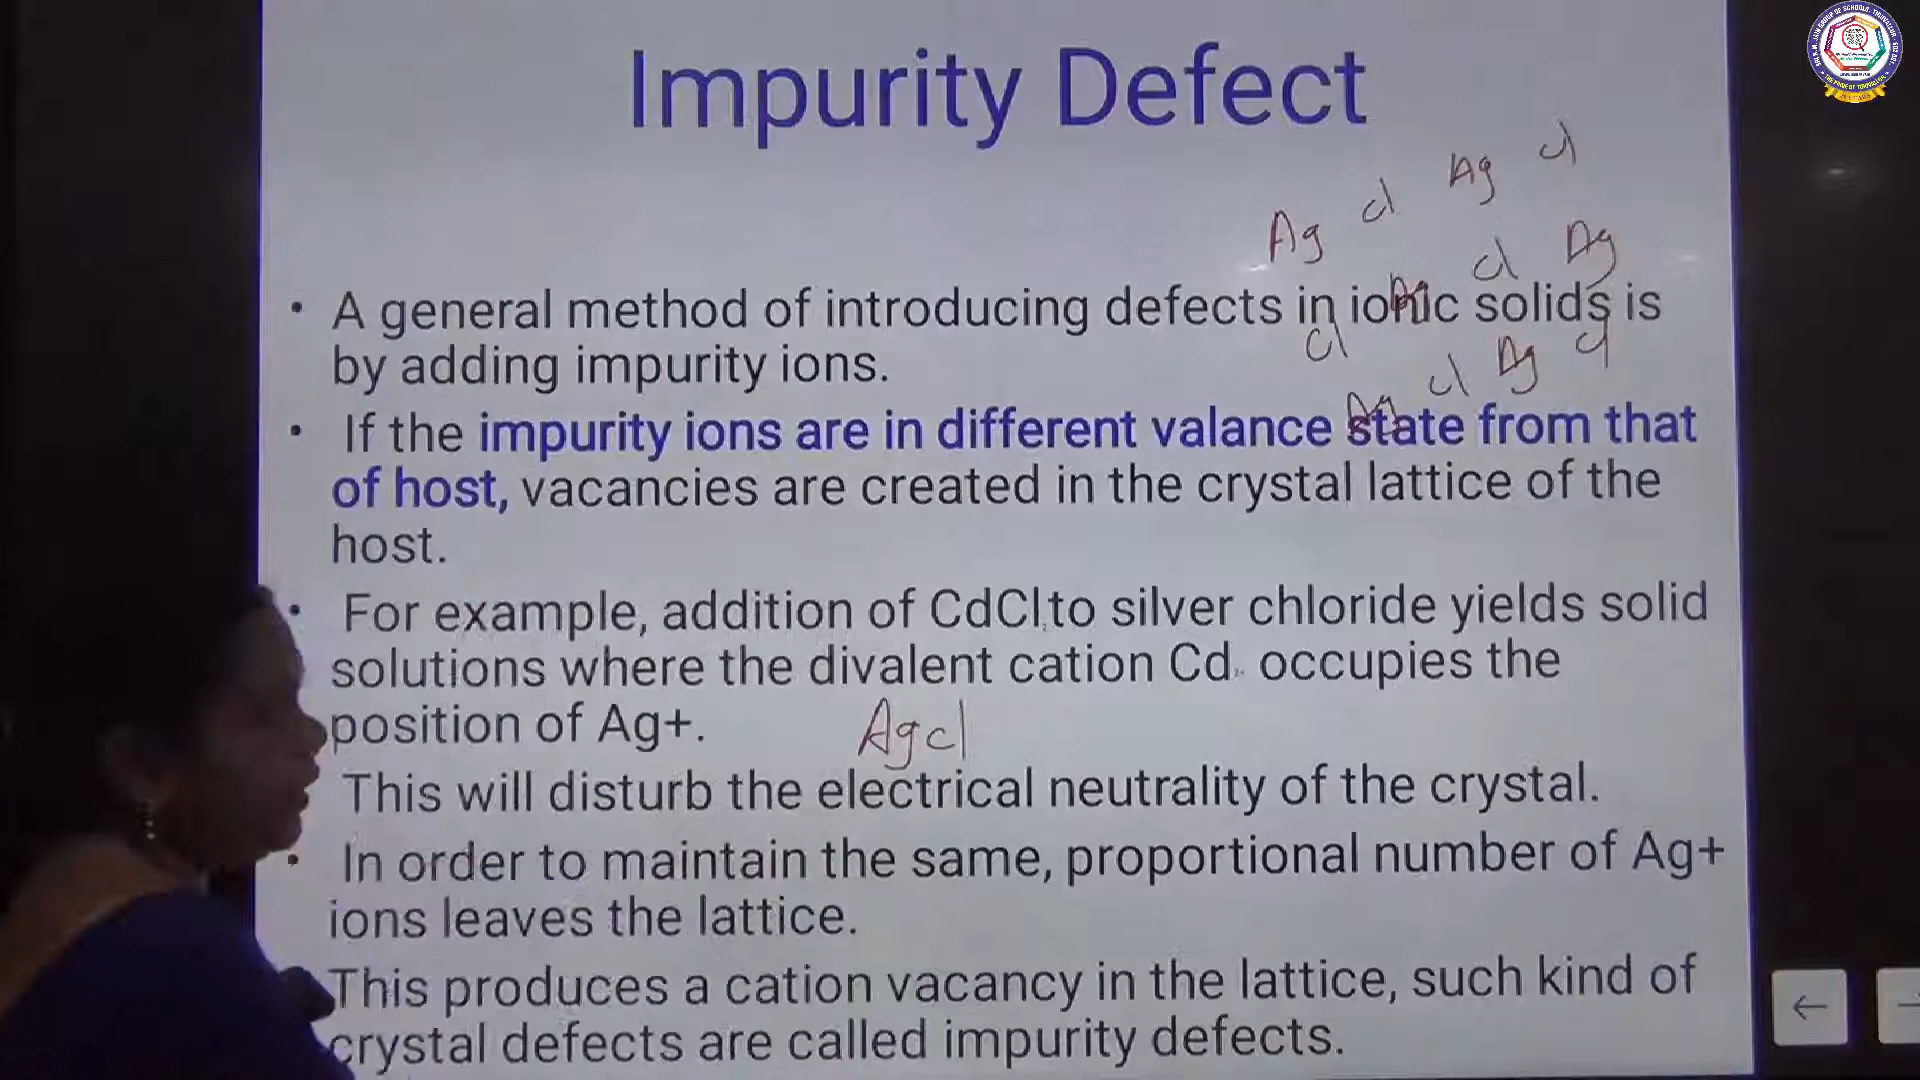 Impurity Defect
Ag Cl Ag Cl
Cl Ag
• A general method of introducing defects in ionic solids is
Cl
by adding impurity ions.
Cl Ag Cl
• If the impurity ions are in different valance state from that
of host, vacancies are created in the crystal lattice of the
host.
• For example, addition of CdCl to silver chloride yields solid
solutions where the divalent cation Cd occupies the
position of Ag+.
Agcl
This will disturb the electrical neutrality of the crystal.
• In order to maintain the same, proportional number of Ag+
ions leaves the lattice.
This produces a cation vacancy in the lattice, such kind of
crystal defects are called impurity defects.